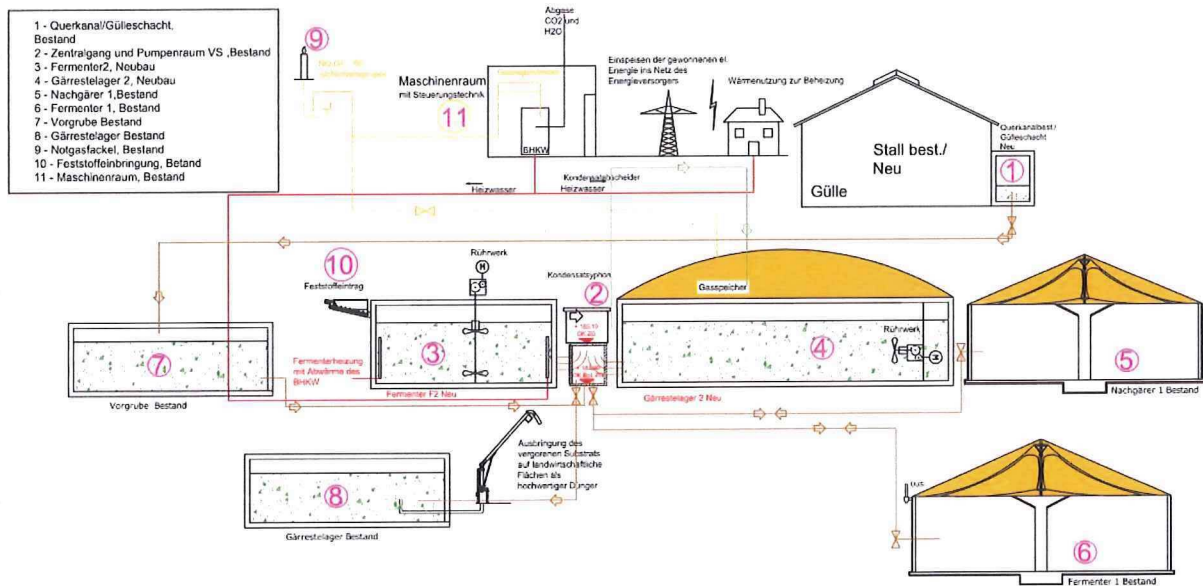 1 - Querkanal/Gülleschacht,
Bestand
2 - Zentralgang und Pumpenraum VS ,Bestand
3 - Fermenter2, Neubau
4 - Gärrestelager 2, Neubau
5 - Nachgärer 1,Bestand
6 - Fermenter 1, Bestand
7 - Vorgrube Bestand
8 - Gärrestelager Bestand
9 - Notgasfackel, Bestand
10 - Feststoffeinbringung, Betand
11 - Maschinenraum, Bestand
9
Abgase
CO2 und
H2O
Maschinenraum
mit Steuerungstechnik
11
BHKW
Einspeisen der gewonnenen el.
Energie ins Netz des
Energieversorgers
Wärmenutzung zur Beheizung
Stall best./
Neu
Gülle
Querkanalbest./
Gülleschacht
Neu
1
Heizwasser
Kondensatabscheider
Heizwasser
10
Feststoffeintrag
Rührwerk
M
Kondensatsyphon
2
Gasspeicher
Rührwerk
M
3
4
5
Nachgärer 1 Bestand
7
Vorgrube Bestand
Fermenterheizung
mit Abwärme des
BHKW
Fermenter F2 Neu
Gärrestelager 2 Neu
8
Gärrestelager Bestand
Ausbringung des
vergorenen Substrats
auf landwirtschaftliche
Flächen als
hochwertiger Dünger
6
Fermenter 1 Bestand